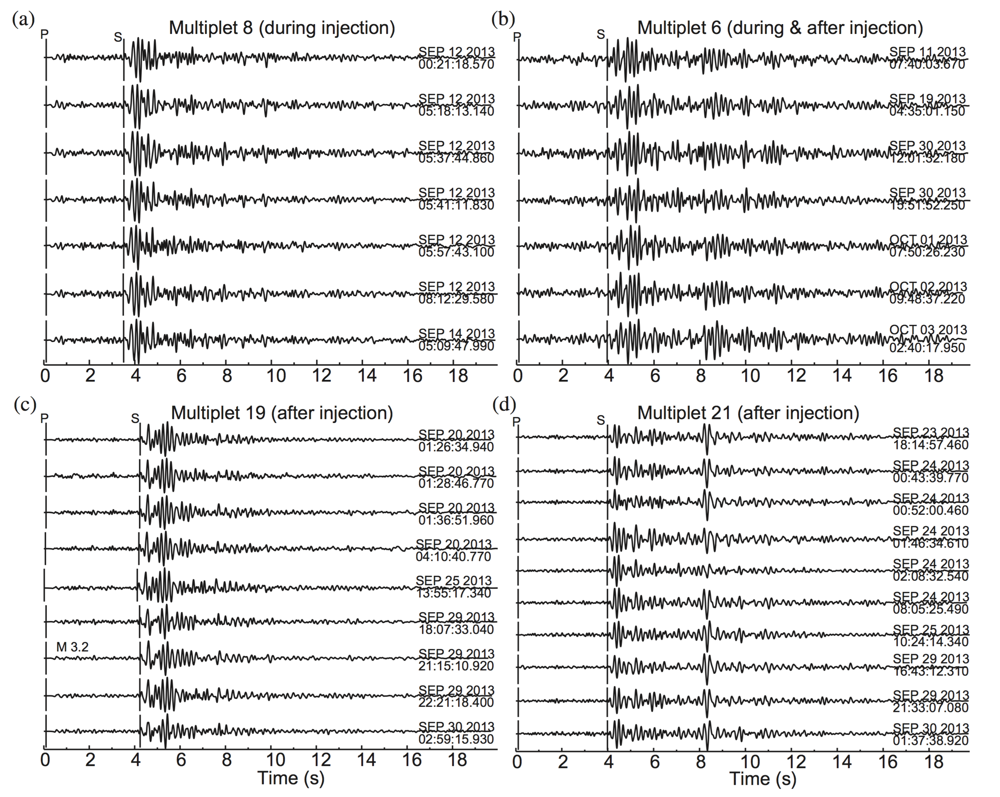 (a)
Multiplet 8 (during injection)
P
S
SEP 12 2013
00:21:18.570
SEP 12 2013
05:18:13.140
SEP 12 2013
05:37:44.860
SEP 12 2013
05:41:11.830
SEP 12 2013
05:57:43.100
SEP 12 2013
08:12:29.580
SEP 14 2013
05:09:47.990
0 2 4 6 8 10 12 14 16 18
(b)
Multiplet 6 (during & after injection)
P
S
SEP 11 2013
07:40:03.670
SEP 19 2013
04:35:01.150
SEP 30 2013
12:01:32.180
SEP 30 2013
15:51:52.250
OCT 01 2013
07:50:26.230
OCT 02 2013
09:48:37.220
OCT 03 2013
02:40:17.950
0 2 4 6 8 10 12 14 16 18
(c)
Multiplet 19 (after injection)
P
S
SEP 20 2013
01:26:34.940
SEP 20 2013
01:28:46.770
SEP 20 2013
01:36:51.960
SEP 20 2013
04:10:40.770
SEP 25 2013
13:55:17.340
SEP 29 2013
18:07:33.040
M 3.2
SEP 29 2013
21:15:10.920
SEP 29 2013
22:21:18.400
SEP 30 2013
02:59:15.930
0 2 4 6 8 10 12 14 16 18
Time (s)
(d)
Multiplet 21 (after injection)
P
S
SEP 23 2013
18:14:57.460
SEP 24 2013
00:43:39.770
SEP 24 2013
00:52:00.460
SEP 24 2013
01:46:34.610
SEP 24 2013
02:08:32.540
SEP 24 2013
08:05:25.490
SEP 25 2013
10:24:14.340
SEP 29 2013
16:43:12.310
SEP 29 2013
21:33:07.080
SEP 30 2013
01:37:38.920
0 2 4 6 8 10 12 14 16 18
Time (s)